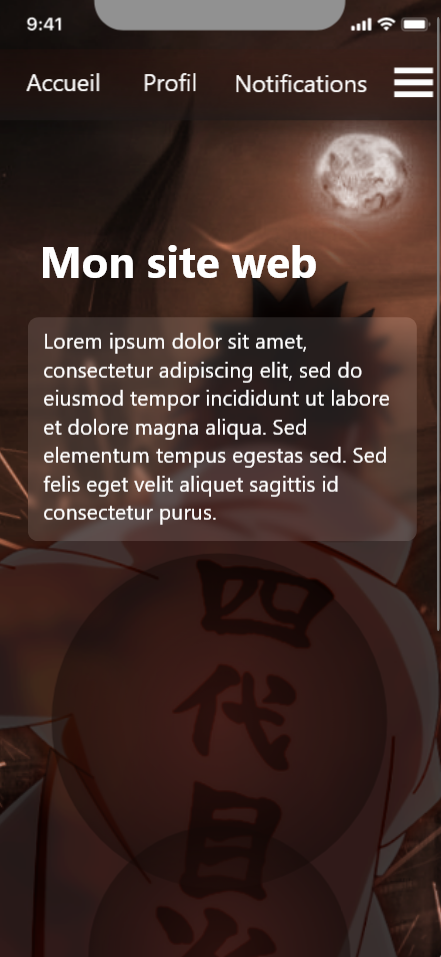 9:41
Accueil Profil Notifications
Mon site web
Lorem ipsum dolor sit amet,
consectetur adipiscing elit, sed do
eiusmod tempor incididunt ut labore
et dolore magna aliqua. Sed
elementum tempus egestas sed. Sed
felis eget velit aliquet sagittis id
consectetur purus.
四
代
目